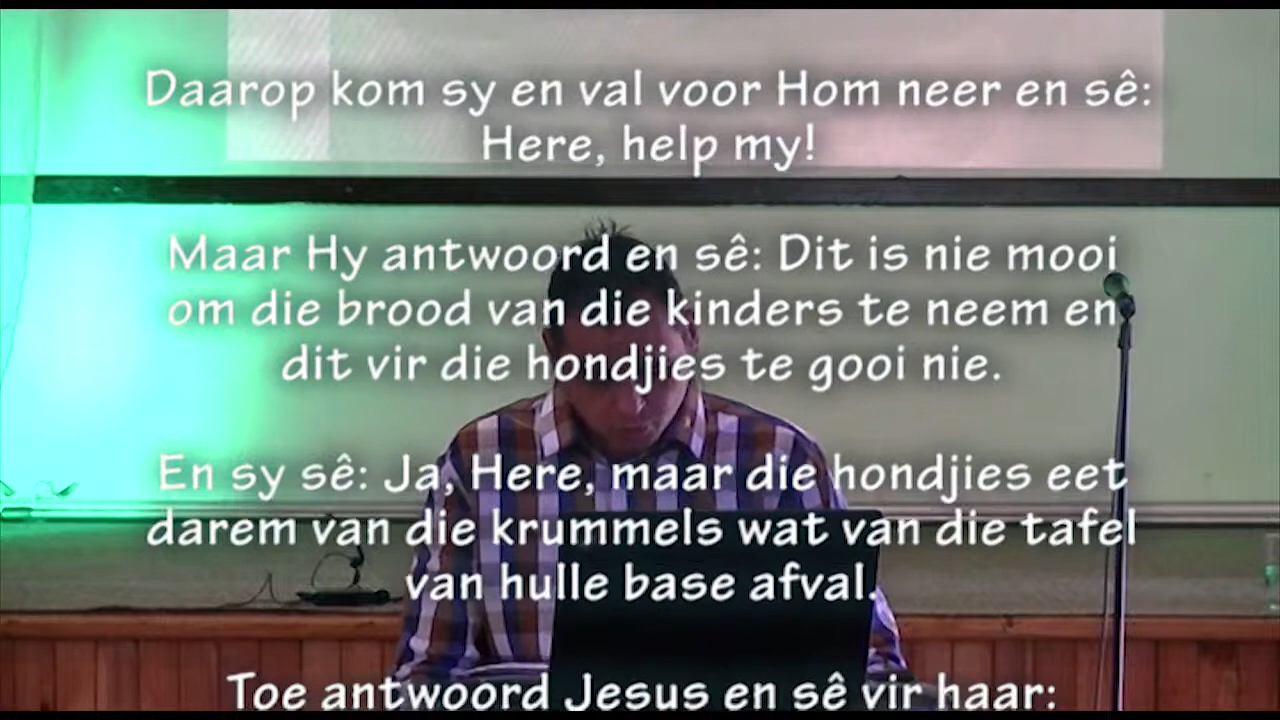 Daarop kom sy en val voor Hom neer en sê:
Here, help my!
Maar Hy antwoord en sê: Dit is nie mooi
om die brood van die kinders te neem en
dit vir die hondjies te gooi nie.
En sy sê: Ja, Here, maar die hondjies eet
darem van die krummels wat van die tafel
van hulle base afval.
Toe antwoord Jesus en sê vir haar: